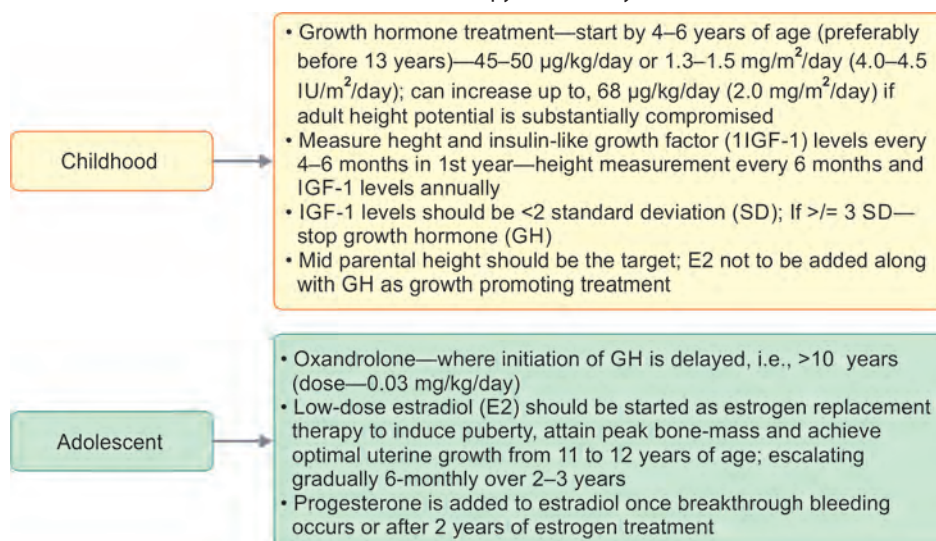 Childhood
• Growth hormone treatment—start by 4–6 years of age (preferably
before 13 years)—45–50 µg/kg/day or 1.3–1.5 mg/m²/day (4.0–4.5
IU/m²/day); can increase up to, 68 µg/kg/day (2.0 mg/m²/day) if
adult height potential is substantially compromised
• Measure heght and insulin-like growth factor (1IGF-1) levels every
4–6 months in 1st year—height measurement every 6 months and
IGF-1 levels annually
• IGF-1 levels should be <2 standard deviation (SD); If >/= 3 SD—
stop growth hormone (GH)
• Mid parental height should be the target; E2 not to be added along
with GH as growth promoting treatment
Adolescent
• Oxandrolone—where initiation of GH is delayed, i.e., >10 years
(dose—0.03 mg/kg/day)
• Low-dose estradiol (E2) should be started as estrogen replacement
therapy to induce puberty, attain peak bone-mass and achieve
optimal uterine growth from 11 to 12 years of age; escalating
gradually 6-monthly over 2–3 years
• Progesterone is added to estradiol once breakthrough bleeding
occurs or after 2 years of estrogen treatment